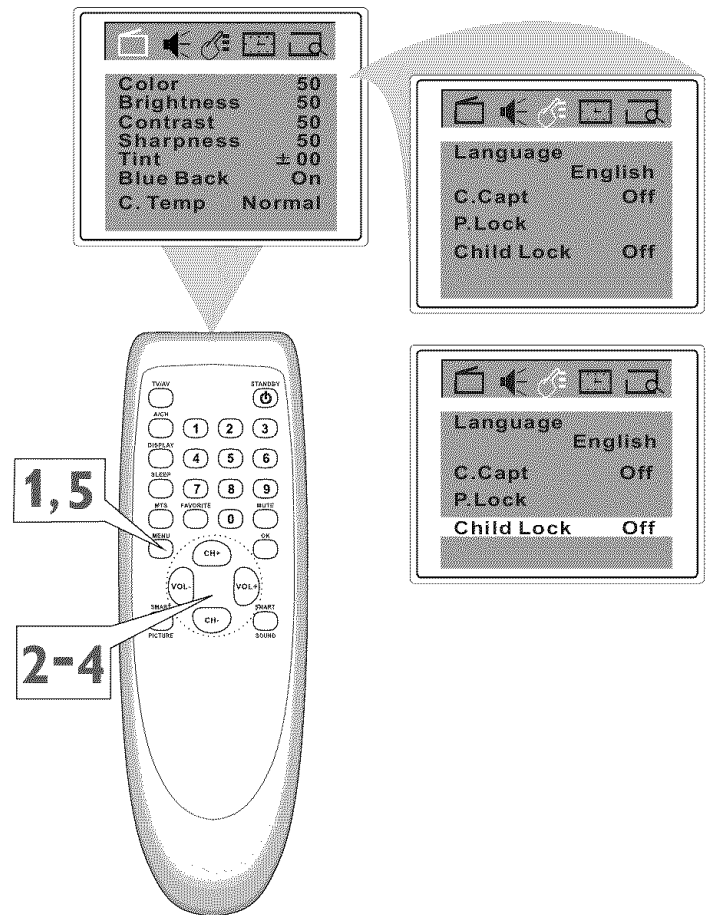 Color 50
Brightness 50
Contrast 50
Sharpness 50
Tint ±00
Blue Back On
C. Temp Normal
Language
English
C.Capt Off
P.Lock
Child Lock Off
Language
English
C.Capt Off
P.Lock
Child Lock Off
TV/AV STANDBY
A/CH 1 2 3
DISPLAY 4 5 6
SLEEP 7 8 9
MTS FAVORITE 0 MUTE
MENU CH+ OK
VOL- VOL+
SMART CH- SMART
PICTURE SOUND
1,5
2-4